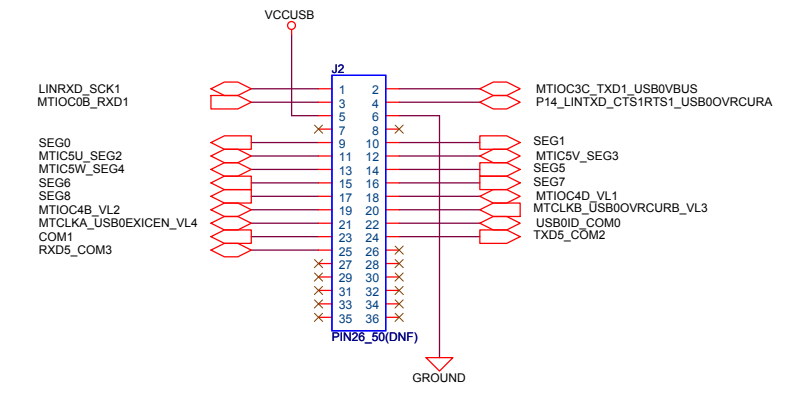 VCCUSB
J2
LINRXD_SCK1 1 2 MTIOC3C_TXD1_USB0VBUS
MTIOC0B_RXD1 3 4 P14_LINTXD_CTS1RTS1_USB0OVRCURA
5 6
7 8
SEG0 9 10 SEG1
MTIC5U_SEG2 11 12 MTIC5V_SEG3
MTIC5W_SEG4 13 14 SEG5
SEG6 15 16 SEG7
SEG8 17 18 MTIOC4D_VL1
MTIOC4B_VL2 19 20 MTCLKB_USB0OVRCURB_VL3
MTCLKA_USB0EXICEN_VL4 21 22 USB0ID_COM0
COM1 23 24 TXD5_COM2
RXD5_COM3 25 26
27 28
29 30
31 32
33 34
35 36
PIN26_50(DNF)
GROUND